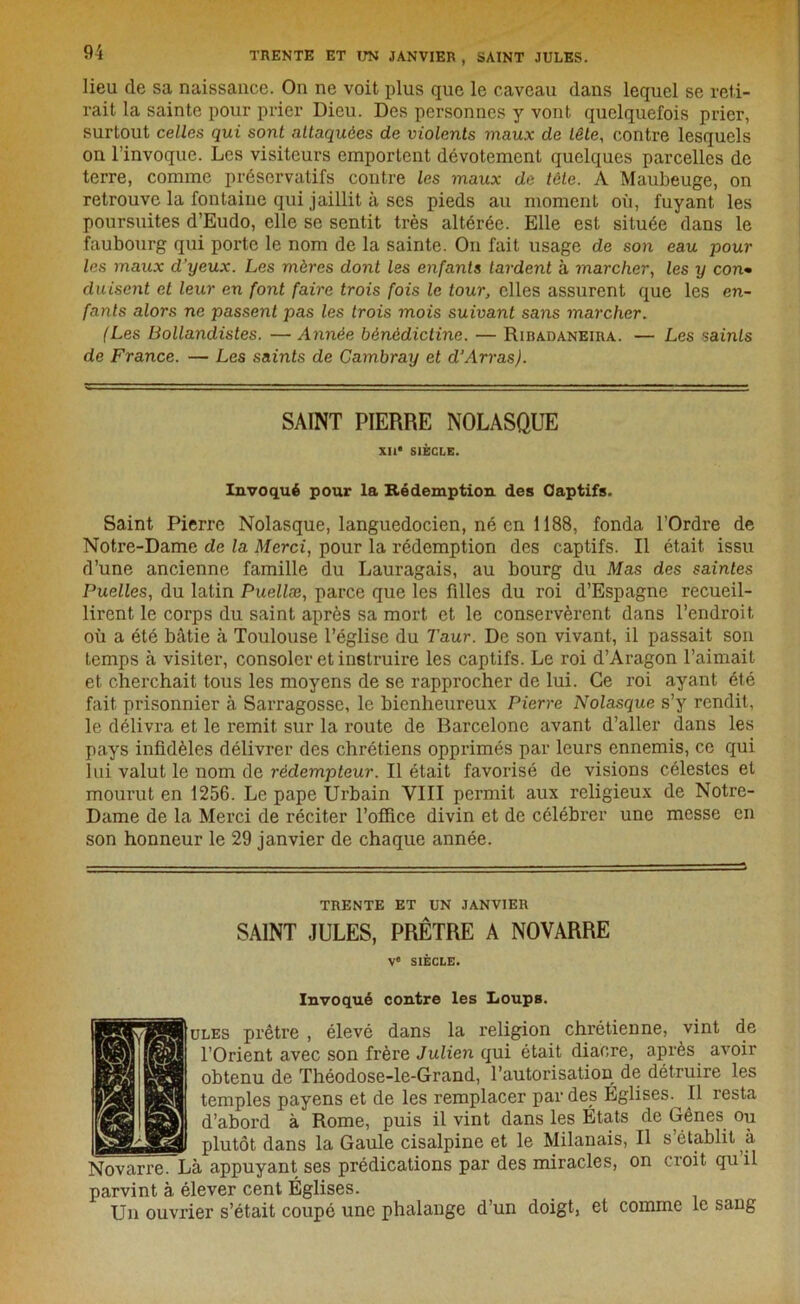 94
TRENTE ET UN JANVIER , SAINT JULES.
lieu de sa naissance. On ne voit plus que le caveau dans lequel se reti-
rait la sainte pour prier Dieu. Des personnes y vont quelquefois prier,
surtout celles qui sont attaquées de violents maux de tête, contre lesquels
on l'invoque. Les visiteurs emportent dévotement quelques parcelles de
terre, comme préservatifs contre les maux de tête. A Maubeuge, on
retrouve la fontaine qui jaillit à ses pieds au moment où, fuyant les
poursuites d'Eudo, elle se sentit très altérée. Elle est située dans le
faubourg qui porte le nom de la sainte. On fait usage de son eau pour
les maux d'yeux. Les mères dont les enfants tardent à marcher, les y con-
duisent et leur en font faire trois fois le tour, elles assurent que les en-
fants alors ne passent pas les trois mois suivant sans marcher.
(Les Bollandistes. — Année bénédictine. — RIBADANEIRA. — Les saints
de France. — Les saints de Cambray et d'Arras).
SAINT PIERRE NOLASQUE
XIIe SIÈCLE.
Invoqué pour la Rédemption des Captifs.
Saint Pierre Nolasque, languedocien, né en 1188, fonda l'Ordre de
Notre-Dame de la Merci, pour la rédemption des captifs. Il était issu
d'une ancienne famille du Lauragais, au bourg du Mas des saintes
Puelles, du latin Puellæ, parce que les filles du roi d'Espagne recueil-
lirent le corps du saint après sa mort et le conservèrent dans l'endroit
où a été bâtie à Toulouse l'église du Taur. De son vivant, il passait son
temps à visiter, consoler et instruire les captifs. Le roi d'Aragon l'aimait
et cherchait tous les moyens de se rapprocher de lui. Ce roi ayant été
fait prisonnier à Sarragosse, le bienheureux Pierre Nolasque s'y rendit,
le délivra et le remit sur la route de Barcelone avant d'aller dans les
pays infidèles délivrer des chrétiens opprimés par leurs ennemis, ce qui
lui valut le nom de rédempteur. Il était favorisé de visions célestes et
mourut en 1256. Le pape Urbain VIII permit aux religieux de Notre-
Dame de la Merci de réciter l'office divin et de célébrer une messe en
son honneur le 29 janvier de chaque année.
TRENTE ET UN JANVIER
SAINT JULES, PRÊTRE A NOVARRE
Ve SIÈCLE.
Invoqué contre les Loups.
JULES prêtre , élevé dans la religion chrétienne, vint de
l'Orient avec son frère Julien qui était diacre, après avoir
obtenu de Théodose-le-Grand, l'autorisation de détruire les
temples payens et de les remplacer par des Églises. Il resta
d'abord à Rome, puis il vint dans les États de Gênes ou
plutôt dans la Gaule cisalpine et le Milanais, Il s'établit à
Novarre. Là appuyant ses prédications par des miracles, on croit qu'il
parvint à élever cent Églises.
Un ouvrier s'était coupé une phalange d'un doigt, et comme le sang